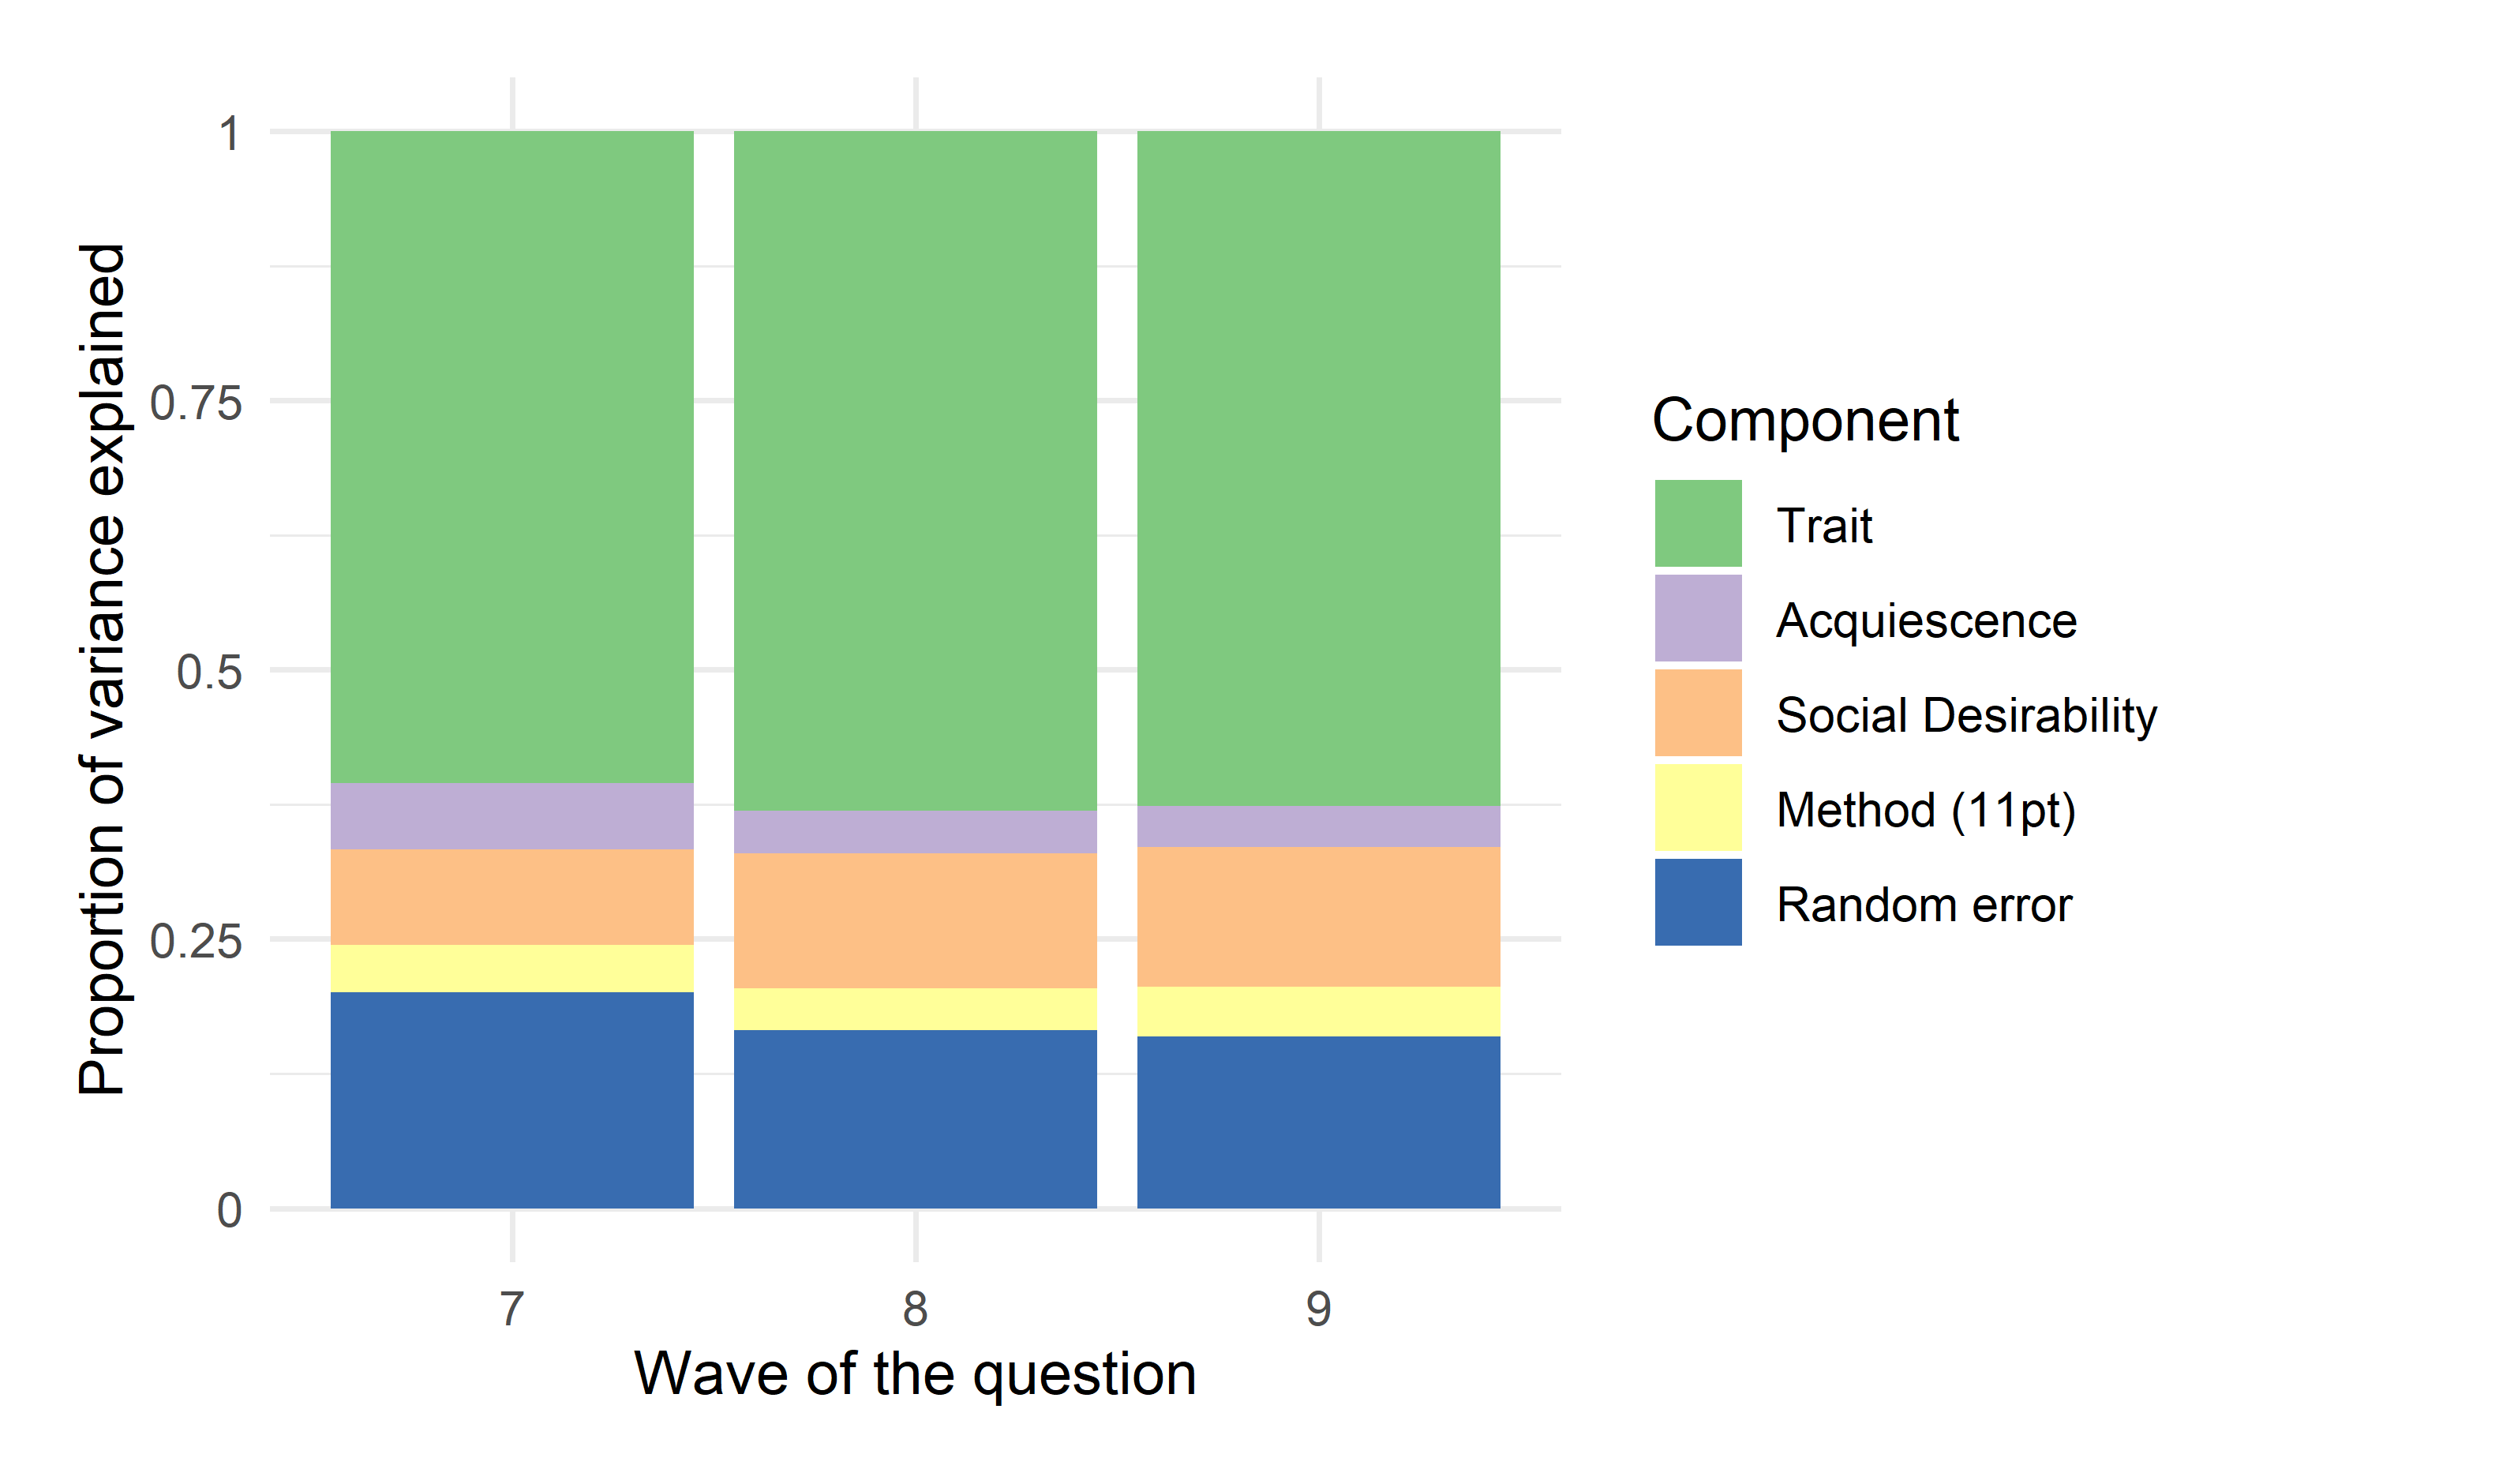 Proportion of variance explained
1
0.75
0.5
0.25
0
7
8
9
Wave of the question
Component
Trait
Acquiescence
Social Desirability
Method (11pt)
Random error